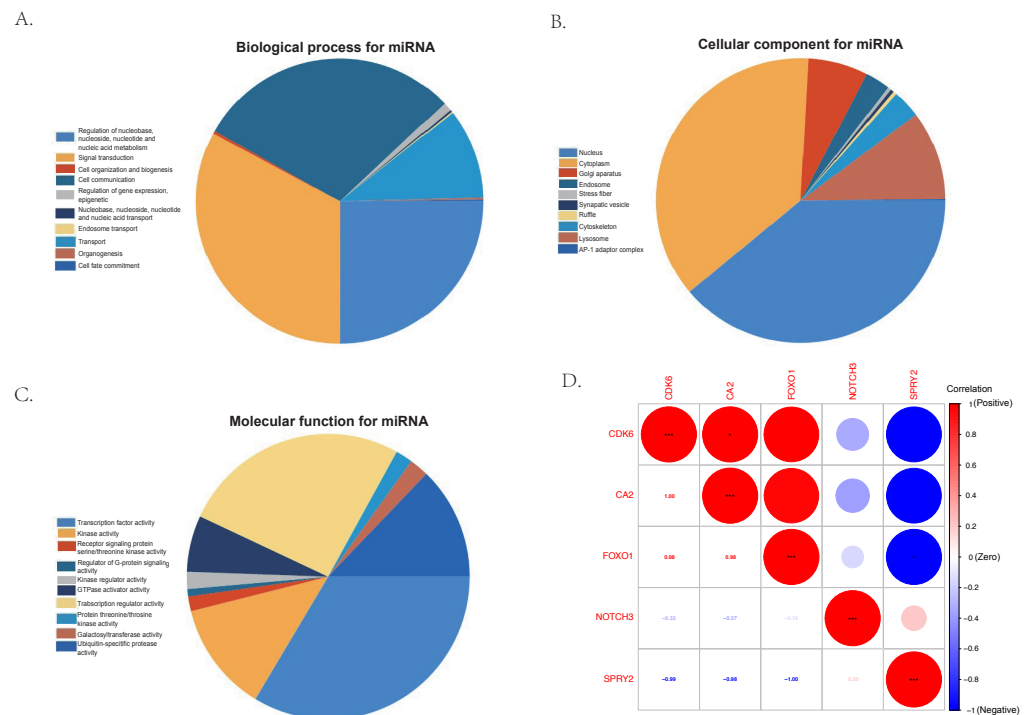 A.
Biological process for miRNA
Regulation of nucleobase,
nucleoside, nucleotide and
nucleic acid metabolism
Signal transduction
Cell organization and biogenesis
Cell communication
Regulation of gene expression,
epigenetic
Nucleobase, nucleoside, nucleotide
and nucleic acid transport
Endosome transport
Transport
Organogenesis
Cell fate commitment
B.
Cellular component for miRNA
Nucleus
Cytoplasm
Golgi apparatus
Endosome
Stress fiber
Synaptic vesicle
Ruffle
Cytoskeleton
Lysosome
AP-1 adaptor complex
C.
Molecular function for miRNA
Transcription factor activity
Kinase activity
Receptor signaling protein
serine/threonine kinase activity
Regulator of G-protein signaling
activity
Kinase regulator activity
GTPase activator activity
Tabscription regulator activity
Protein threonine/throsine
kinase activity
Galactosyltransferase activity
Ubiquitin-specitific protease
activity
D.
CDK6 CA2 FOXO1 NOTCH3 SPRY2
CDK6 *** *
CA2 1.00 ***
FOXO1 0.98 0.98 *** *
NOTCH3 ***
SPRY2 −0.99 −0.98 −1.00 ***
Correlation
1 (Positive)
0.8
0.6
0.4
0.2
0 (Zero)
−0.2
−0.4
−0.6
−0.8
−1 (Negative)